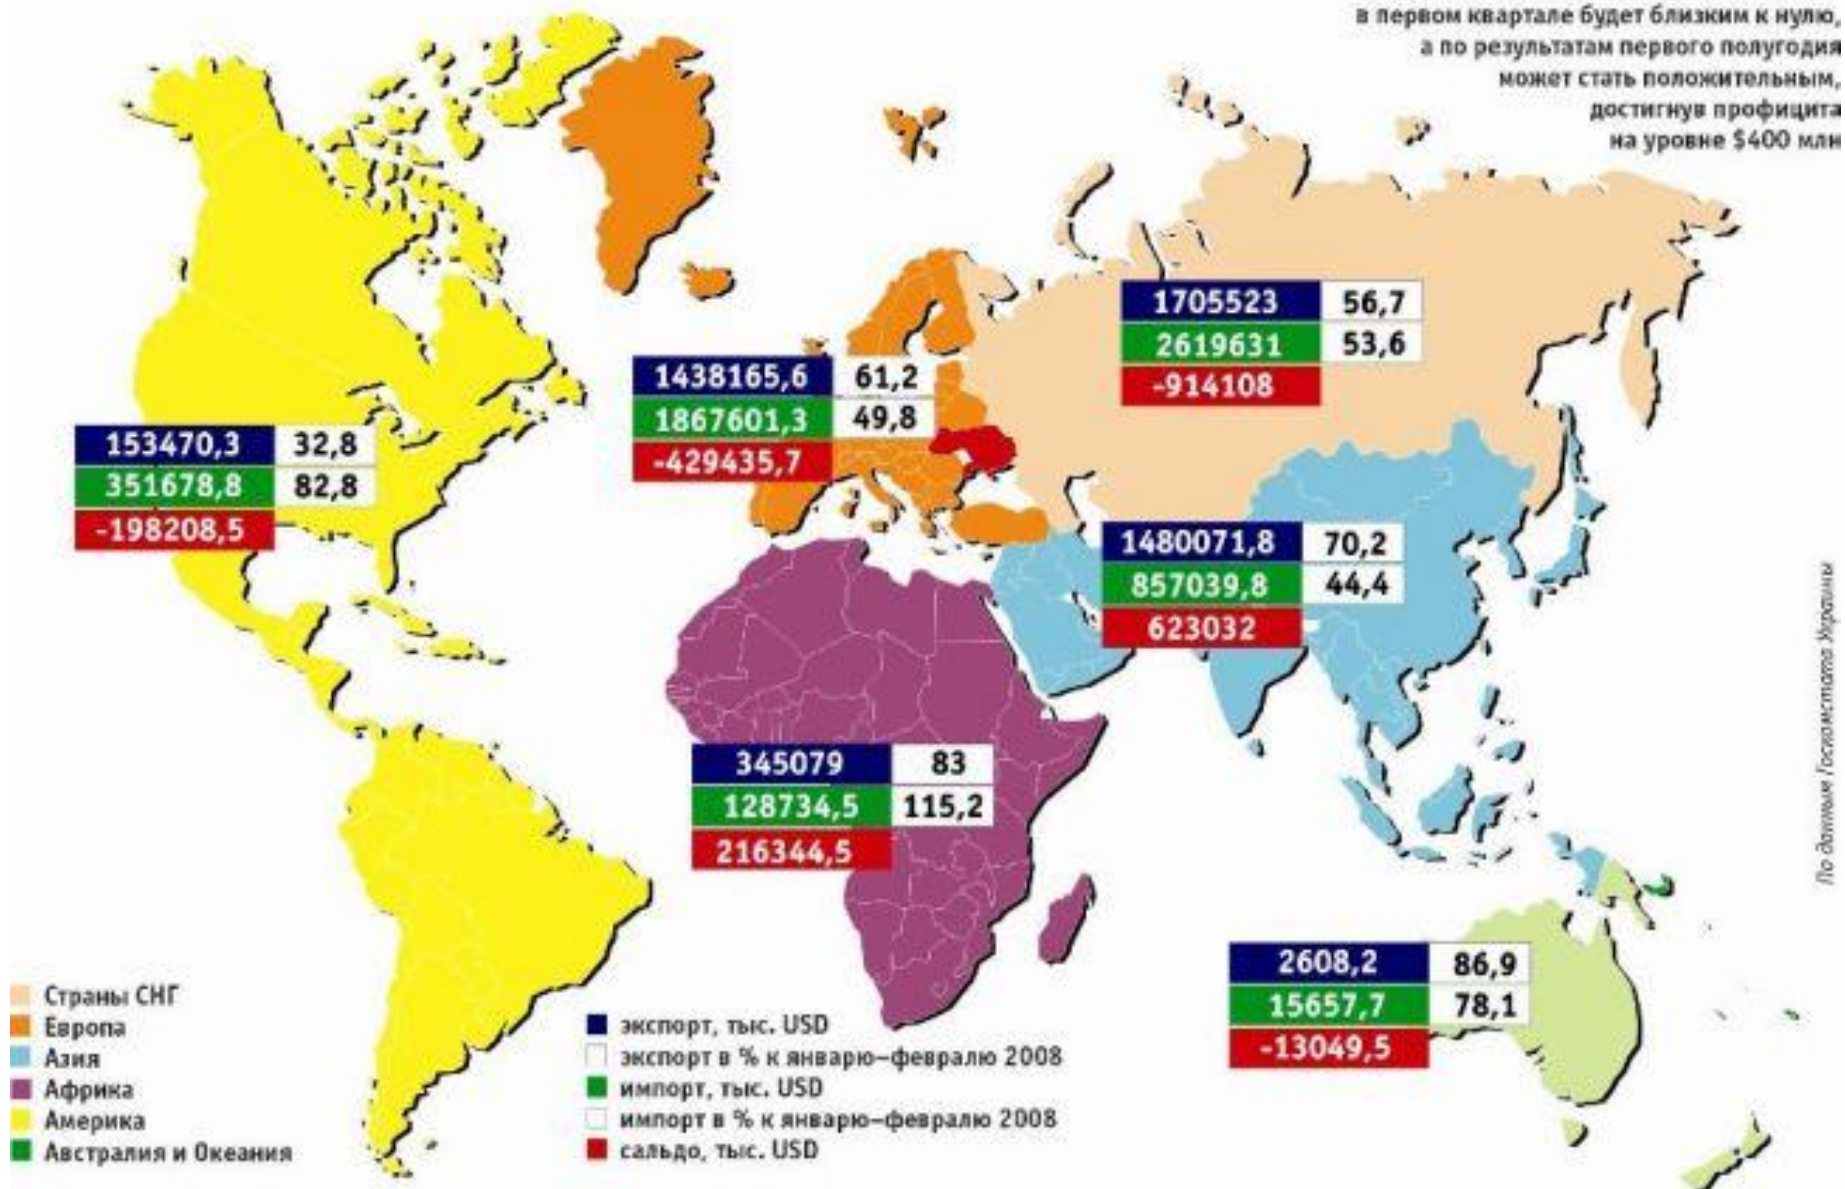 в первом квартале будет близким к нулю,
а по результатам первого полугодия
может стать положительным,
достигнув профицита
на уровне $400 млн
1705523 56,7
2619631 53,6
-914108
1438165,6 61,2
1867601,3 49,8
-429435,7
153470,3 32,8
351678,8 82,8
-198208,5
1480071,8 70,2
857039,8 44,4
623032
345079 83
128734,5 115,2
216344,5
2608,2 86,9
15657,7 78,1
-13049,5
Страны СНГ
Европа
Азия
Африка
Америка
Австралия и Океания
экспорт, тыс. USD
экспорт в % к январю–февралю 2008
импорт, тыс. USD
импорт в % к январю–февралю 2008
сальдо, тыс. USD
По данным Госкомстата Украины